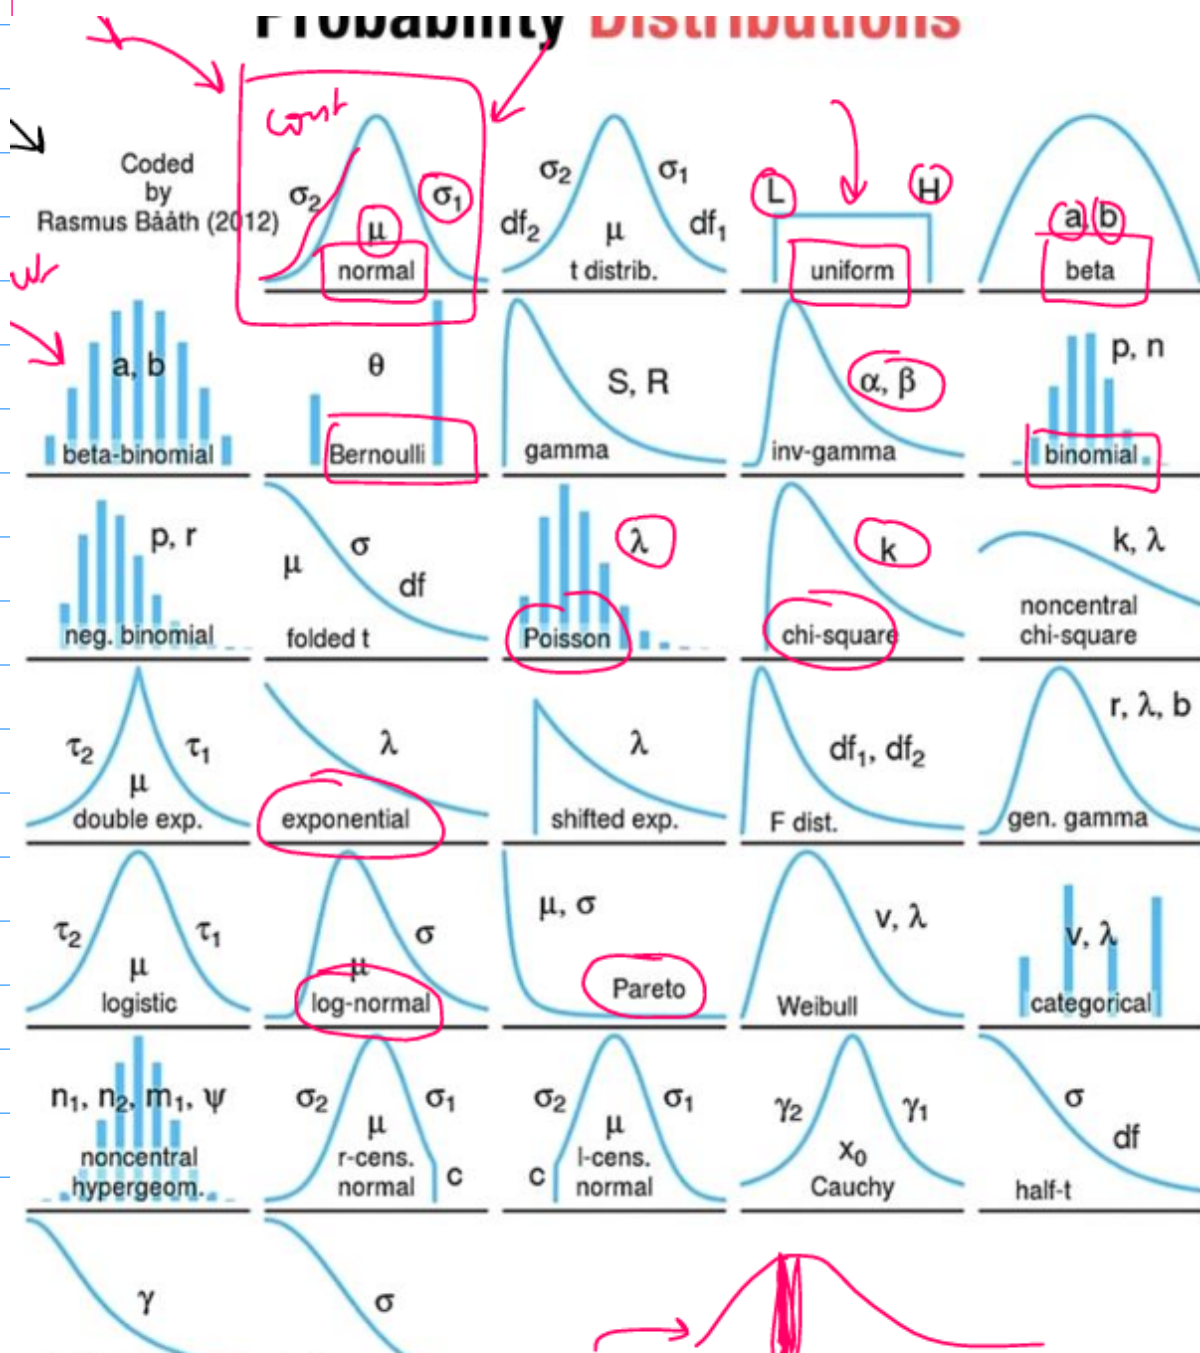 Probability Distributions
Const
Coded
by
Rasmus Bååth (2012)
σ2 σ1
μ
normal
σ2 σ1
df2 μ df1
t distrib.
L H
uniform
a, b
beta
a, b
beta-binomial
θ
Bernoulli
S, R
gamma
α, β
inv-gamma
p, n
binomial
p, r
neg. binomial
μ σ df
folded t
λ
Poisson
k
chi-square
k, λ
noncentral
chi-square
τ2 τ1
μ
double exp.
λ
exponential
λ
shifted exp.
df1, df2
F dist.
r, λ, b
gen. gamma
τ2 τ1
μ
logistic
σ
μ
log-normal
μ, σ
Pareto
v, λ
Weibull
v, λ
categorical
n1, n2, m1, ψ
noncentral
hypergeom.
σ2 σ1
μ
r-cens.
normal c
σ2 σ1
μ
l-cens.
c normal
γ2 γ1
x0
Cauchy
σ
df
half-t
γ
σ